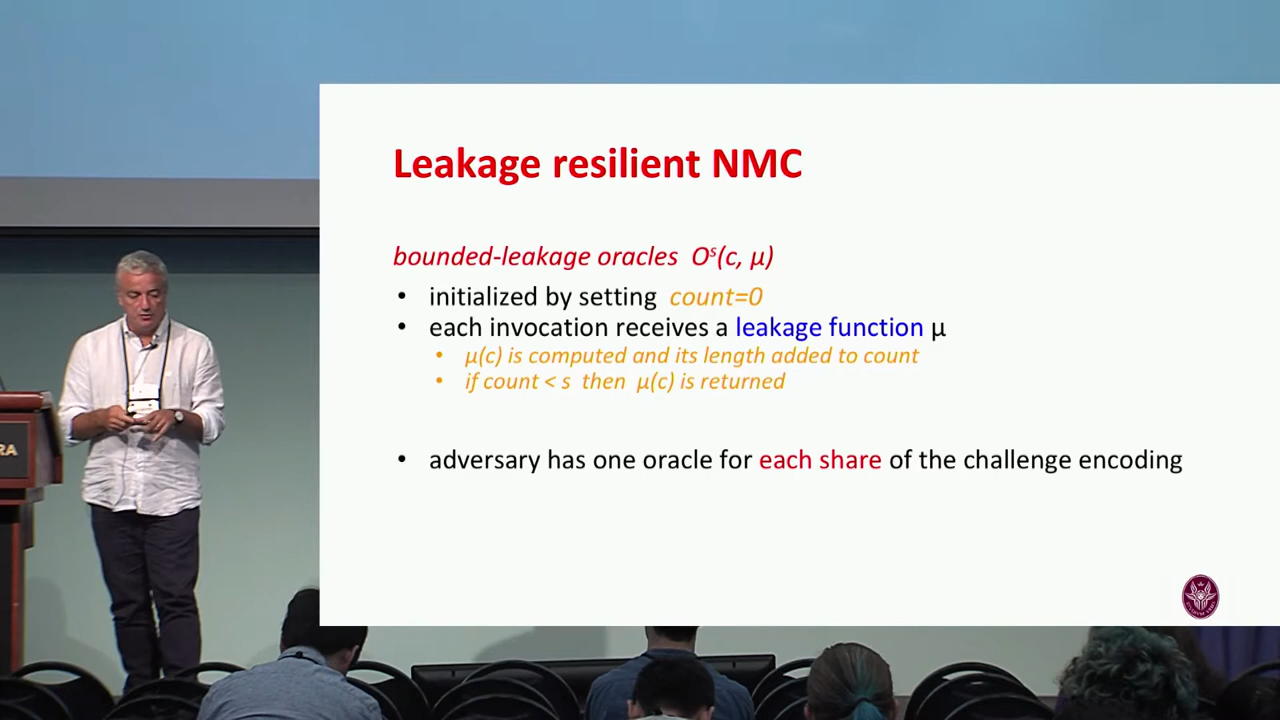 Leakage resilient NMC
bounded-leakage oracles Oˢ(c, μ)
• initialized by setting count=0
• each invocation receives a leakage function μ
• μ(c) is computed and its length added to count
• if count < s then μ(c) is returned
• adversary has one oracle for each share of the challenge encoding
RA